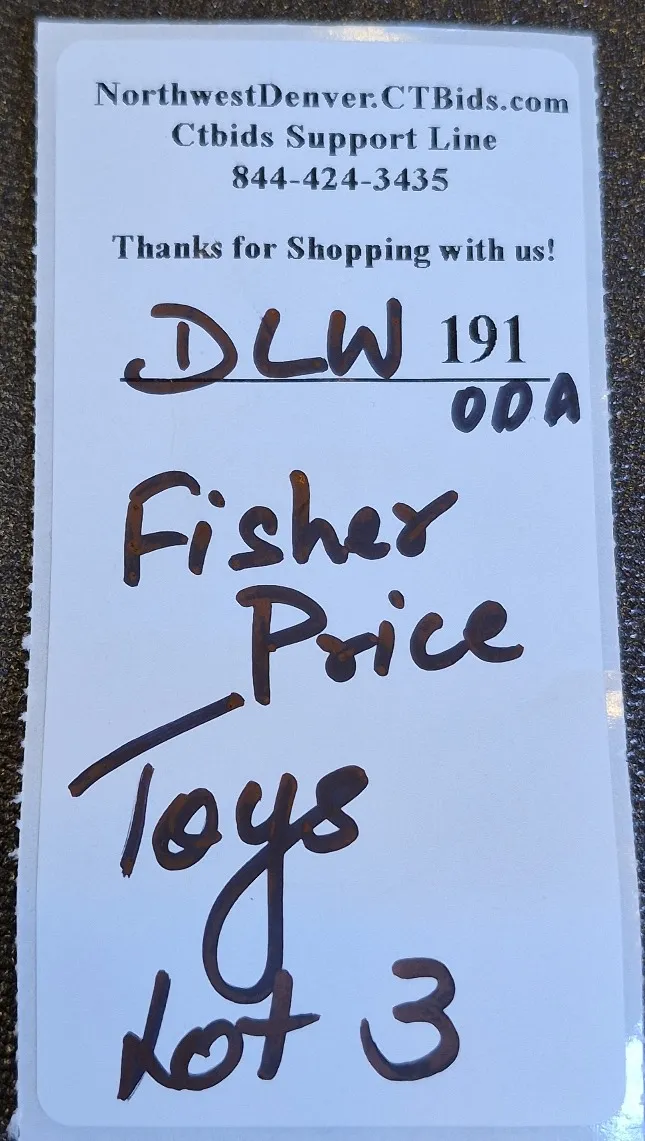 NorthwestDenver.CTBids.com
Ctbids Support Line
844-424-3435
Thanks for Shopping with us!
DLW 191
ODA
Fisher
Price
Toys
Lot 3